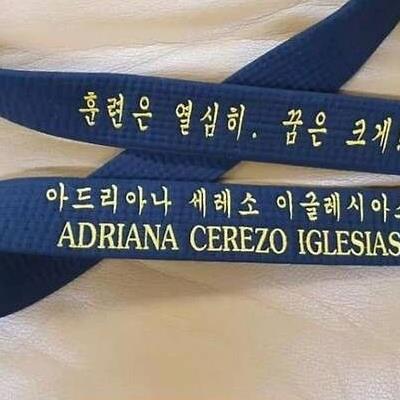 훈련은 열심히. 꿈은 크게.
아드리아나 세레소 이글레시아스
ADRIANA CEREZO IGLESIAS